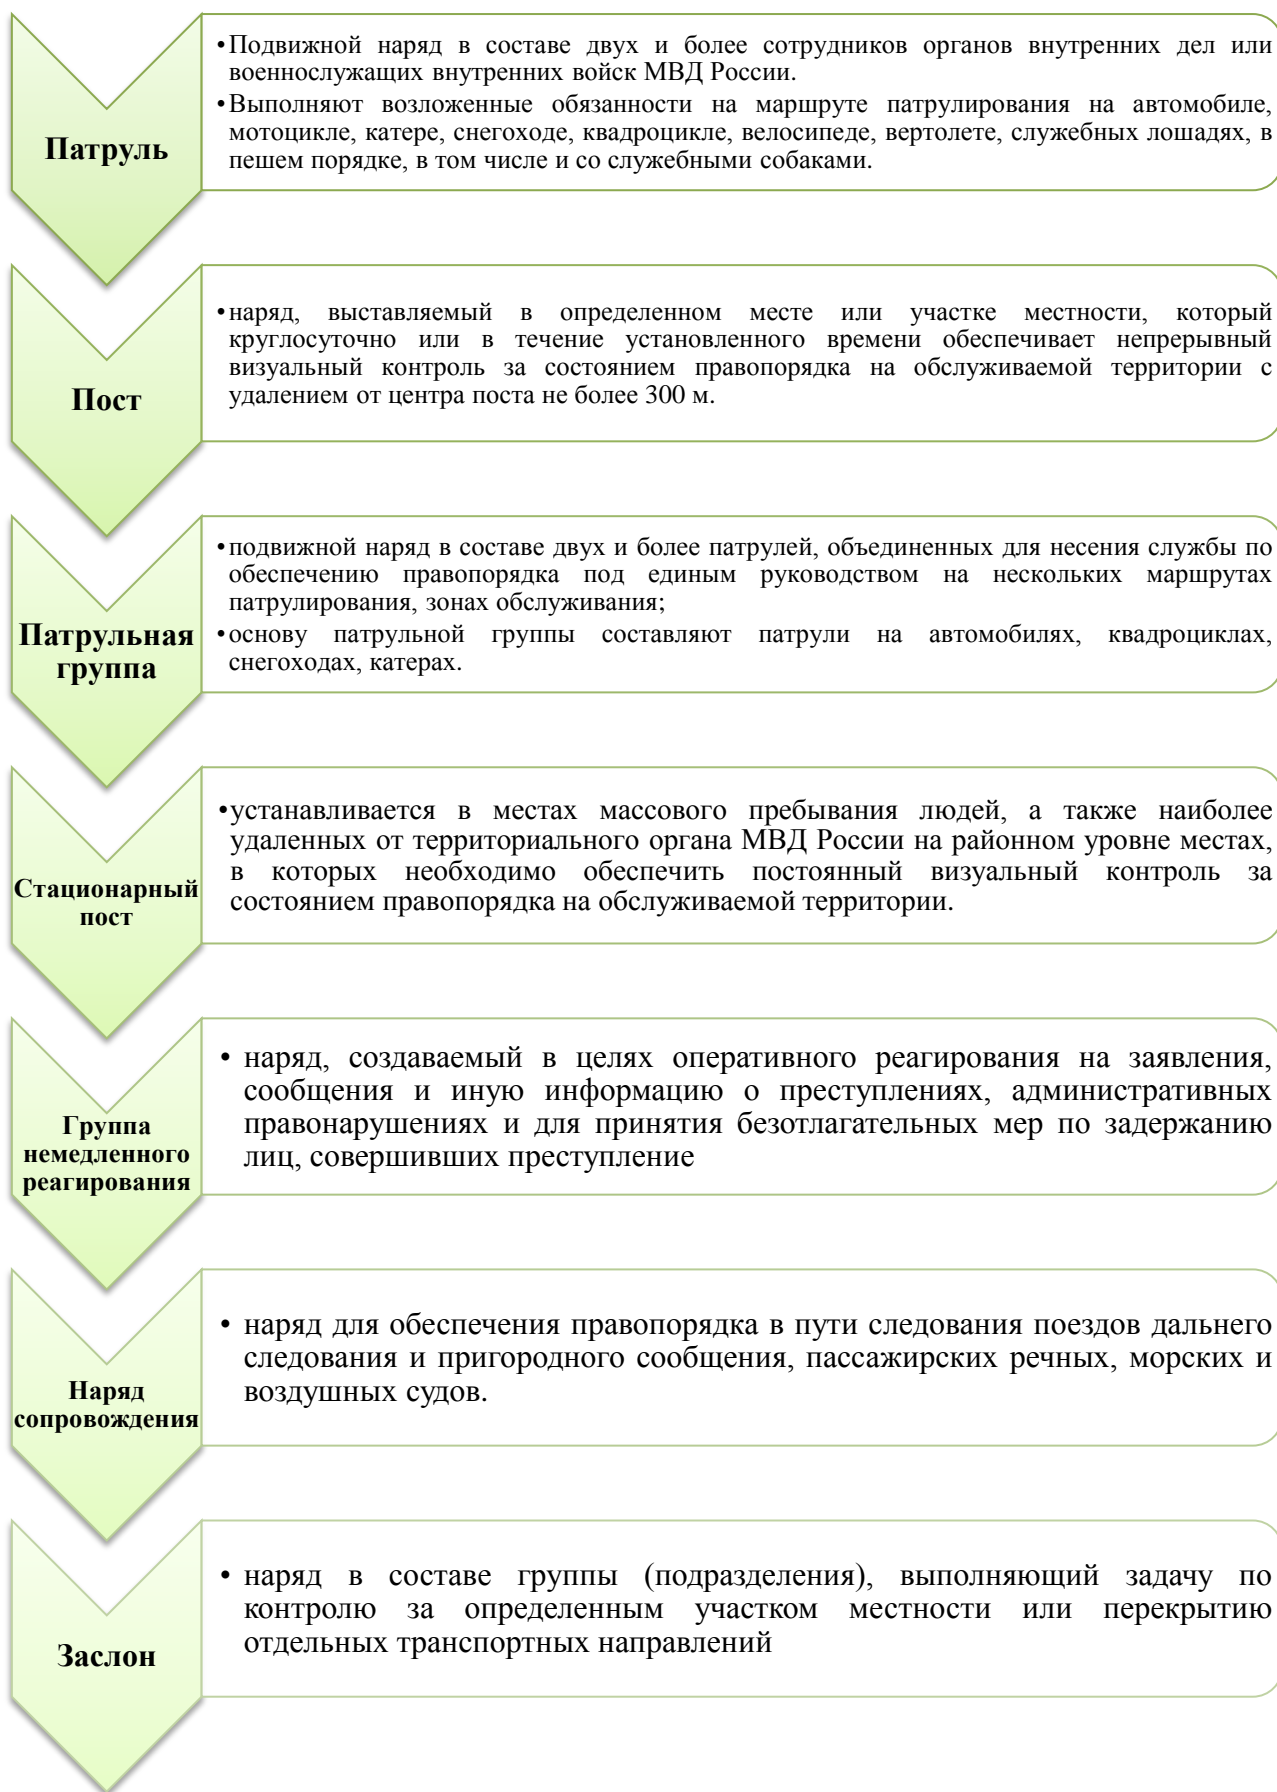 Патруль
•Подвижной наряд в составе двух и более сотрудников органов внутренних дел или
военнослужащих внутренних войск МВД России.
•Выполняют возложенные обязанности на маршруте патрулирования на автомобиле,
мотоцикле, катере, снегоходе, квадроцикле, велосипеде, вертолете, служебных лошадях, в
пешем порядке, в том числе и со служебными собаками.
Пост
•наряд, выставляемый в определенном месте или участке местности, который
круглосуточно или в течение установленного времени обеспечивает непрерывный
визуальный контроль за состоянием правопорядка на обслуживаемой территории с
удалением от центра поста не более 300 м.
Патрульная
группа
•подвижной наряд в составе двух и более патрулей, объединенных для несения службы по
обеспечению правопорядка под единым руководством на нескольких маршрутах
патрулирования, зонах обслуживания;
•основу патрульной группы составляют патрули на автомобилях, квадроциклах,
снегоходах, катерах.
Стационарный
пост
•устанавливается в местах массового пребывания людей, а также наиболее
удаленных от территориального органа МВД России на районном уровне местах,
в которых необходимо обеспечить постоянный визуальный контроль за
состоянием правопорядка на обслуживаемой территории.
Группа
немедленного
реагирования
• наряд, создаваемый в целях оперативного реагирования на заявления,
сообщения и иную информацию о преступлениях, административных
правонарушениях и для принятия безотлагательных мер по задержанию
лиц, совершивших преступление
Наряд
сопровождения
• наряд для обеспечения правопорядка в пути следования поездов дальнего
следования и пригородного сообщения, пассажирских речных, морских и
воздушных судов.
Заслон
• наряд в составе группы (подразделения), выполняющий задачу по
контролю за определенным участком местности или перекрытию
отдельных транспортных направлений